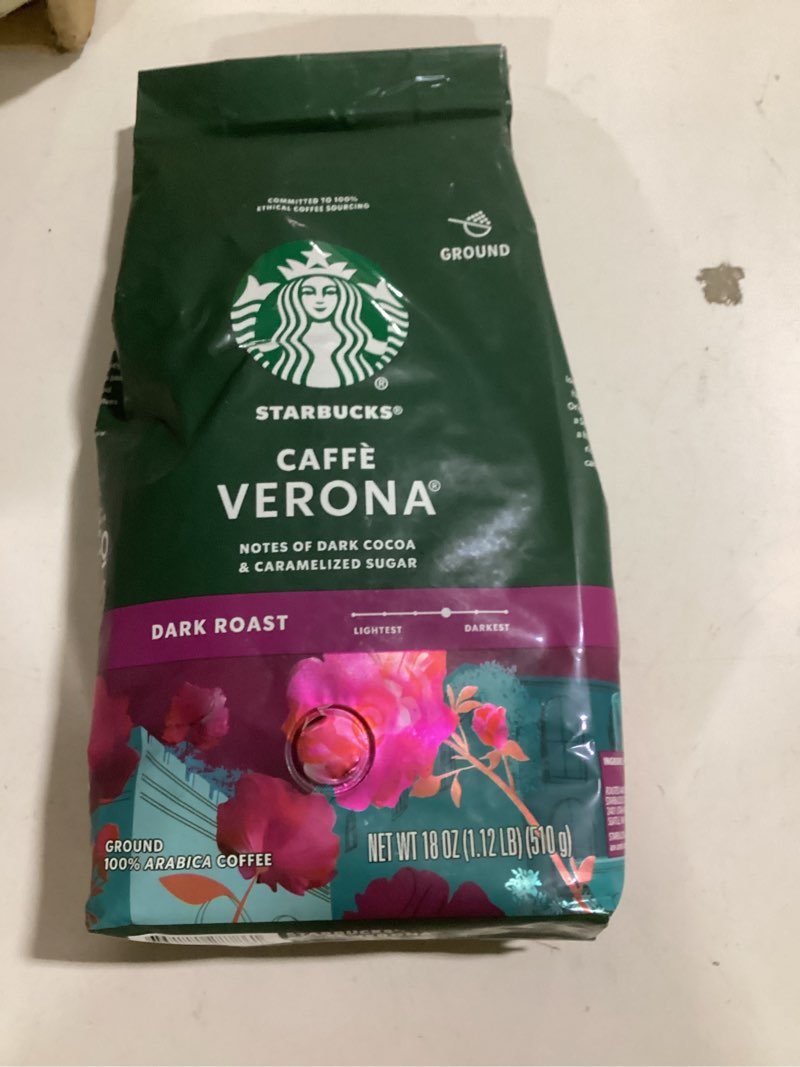 COMMITTED TO 100%
ETHICAL COFFEE SOURCING
GROUND
STARBUCKS®
CAFFÈ
VERONA®
NOTES OF DARK COCOA
& CARAMELIZED SUGAR
DARK ROAST
LIGHTEST
DARKEST
GROUND
100% ARABICA COFFEE
NET WT 18 OZ (1.12 LB) (510 g)